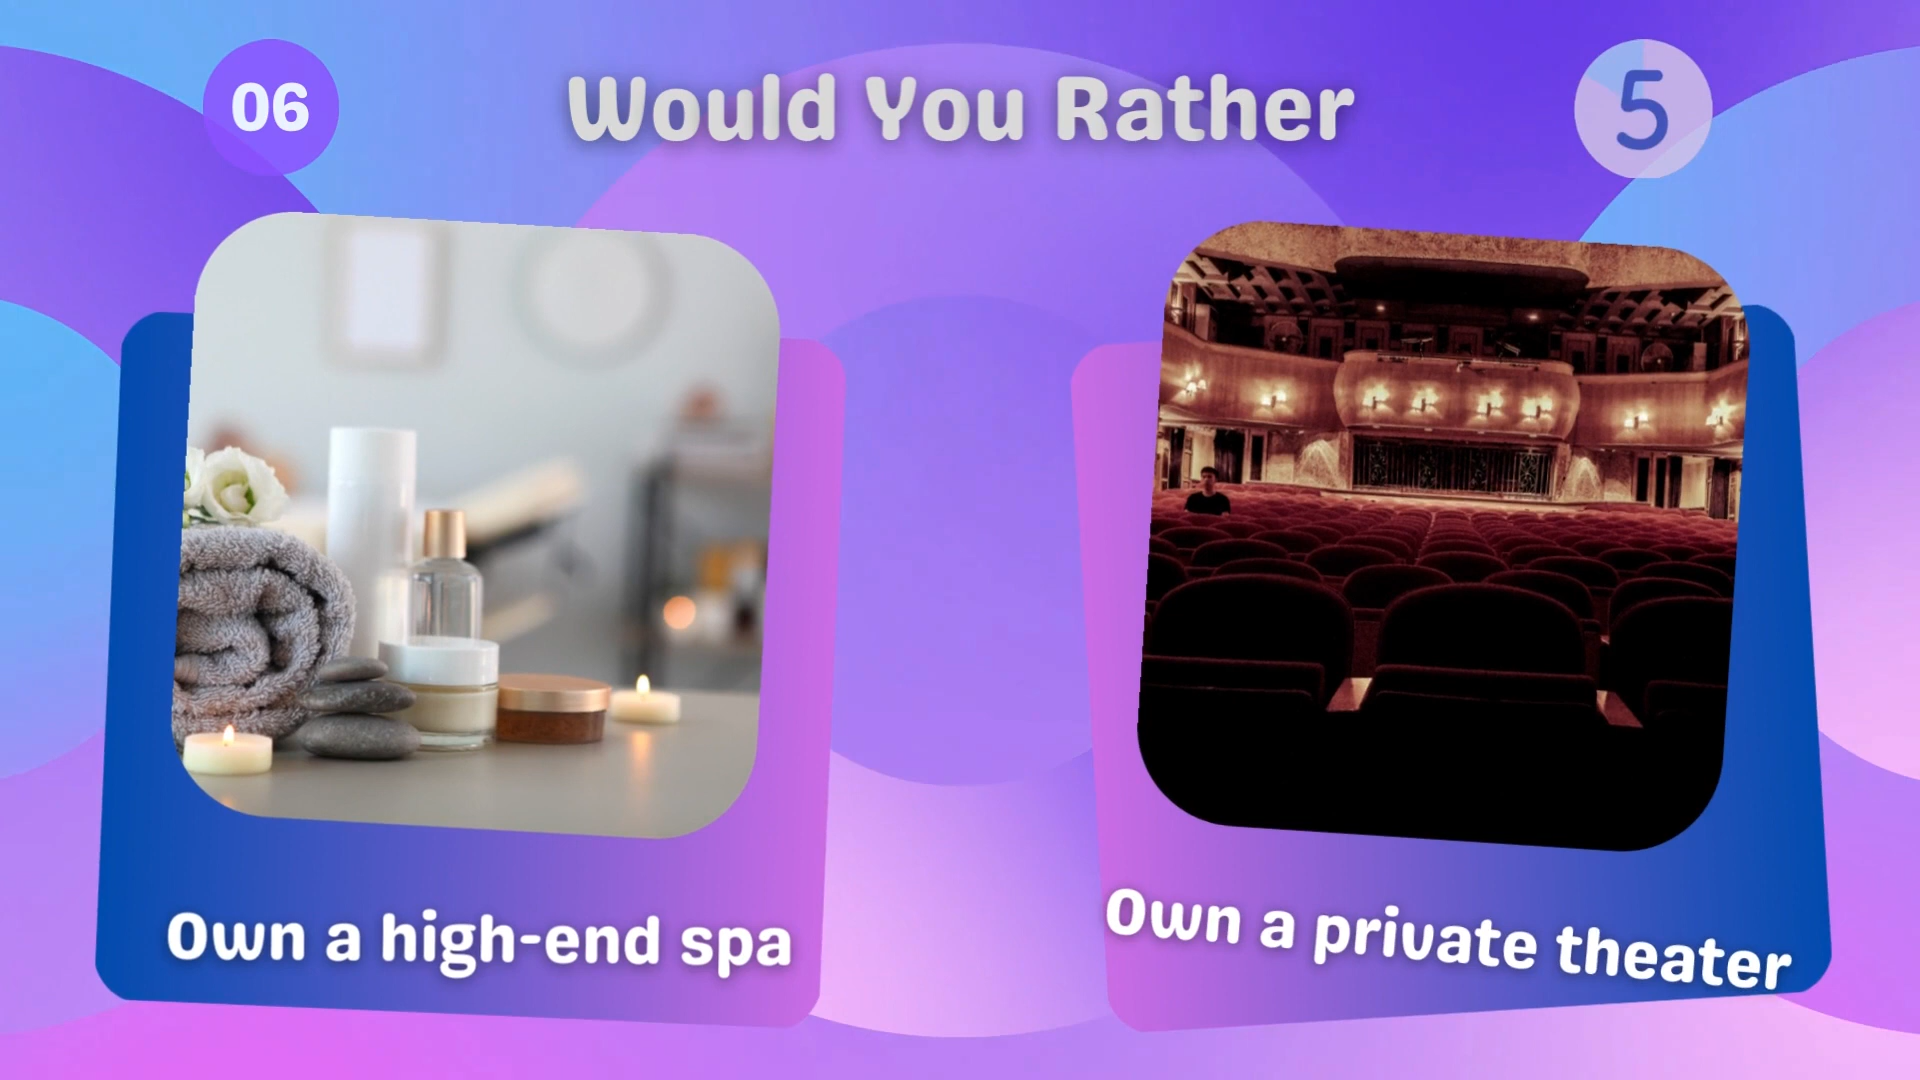 06
Would You Rather
5
Own a high-end spa
Own a private theater